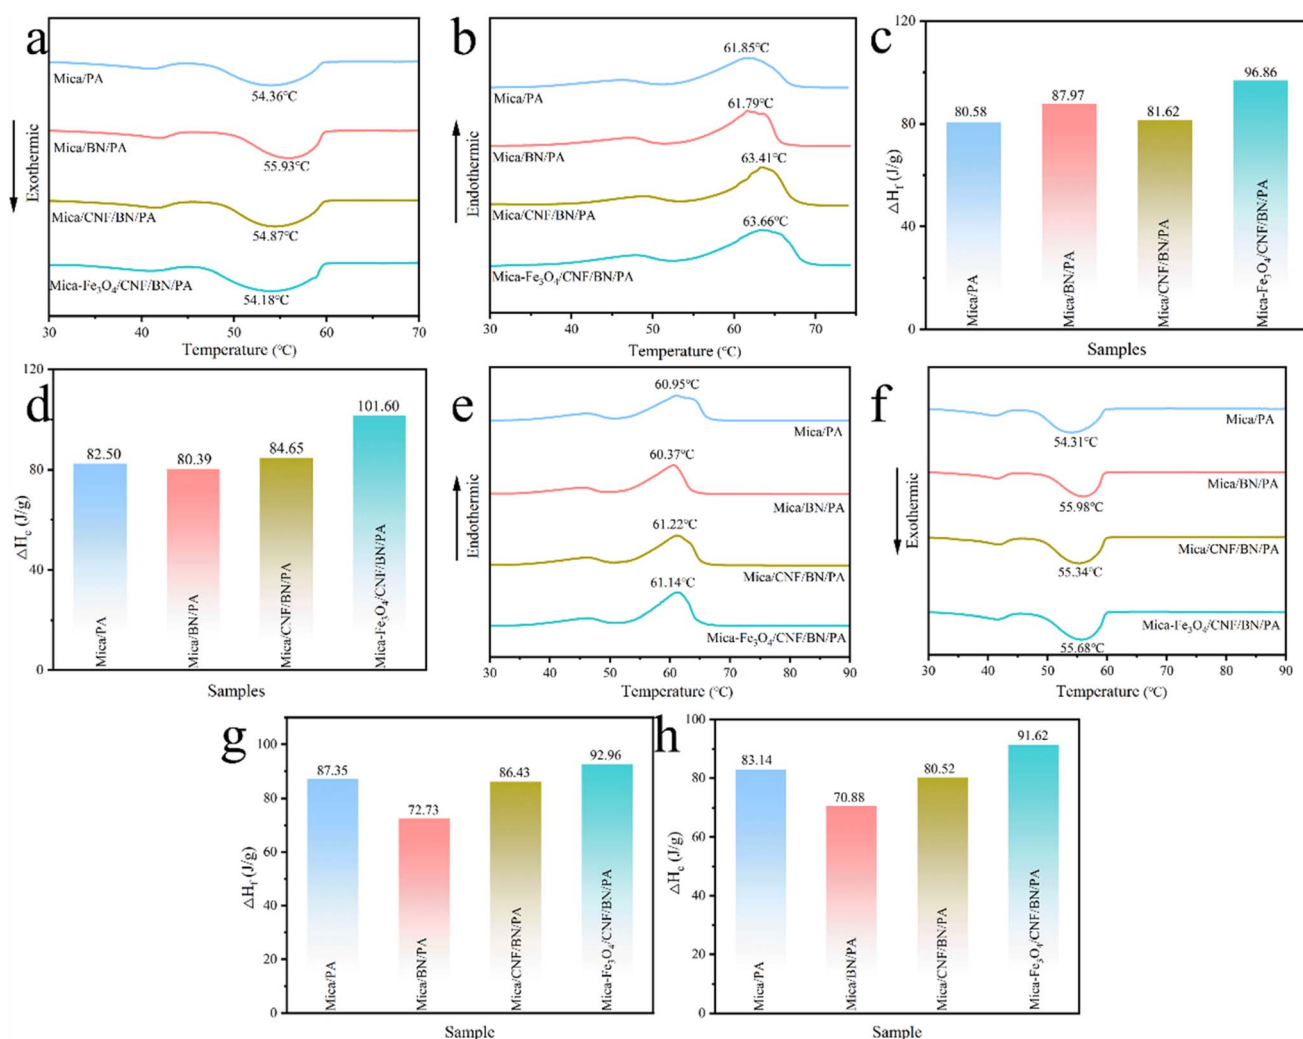 a
Mica/PA
54.36℃
Mica/BN/PA
55.93℃
Mica/CNF/BN/PA
54.87℃
Mica-Fe₃O₄/CNF/BN/PA
54.18℃
Exothermic
30 40 50 60 70
Temperature (℃)
b
61.85℃
Mica/PA
61.79℃
Mica/BN/PA
63.41℃
Mica/CNF/BN/PA
63.66℃
Mica-Fe₃O₄/CNF/BN/PA
Endothermic
30 40 50 60 70
Temperature (℃)
c
120
80
40
0
△Hf (J/g)
80.58
87.97
81.62
96.86
Mica/PA
Mica/BN/PA
Mica/CNF/BN/PA
Mica-Fe₃O₄/CNF/BN/PA
Samples
d
120
80
40
0
△Hc (J/g)
82.50
80.39
84.65
101.60
Mica/PA
Mica/BN/PA
Mica/CNF/BN/PA
Mica-Fe₃O₄/CNF/BN/PA
Samples
e
60.95℃
Mica/PA
60.37℃
Mica/BN/PA
61.22℃
Mica/CNF/BN/PA
61.14℃
Mica-Fe₃O₄/CNF/BN/PA
Endothermic
30 40 50 60 70 80 90
Temperature (℃)
f
Mica/PA
54.31℃
Mica/BN/PA
55.98℃
Mica/CNF/BN/PA
55.34℃
Mica-Fe₃O₄/CNF/BN/PA
55.68℃
Exothermic
30 40 50 60 70 80 90
Temperature (℃)
g
100
80
60
40
20
0
△Hf (J/g)
87.35
72.73
86.43
92.96
Mica/PA
Mica/BN/PA
Mica/CNF/BN/PA
Mica-Fe₃O₄/CNF/BN/PA
Sample
h
100
80
60
40
20
0
△Hc (J/g)
83.14
70.88
80.52
91.62
Mica/PA
Mica/BN/PA
Mica/CNF/BN/PA
Mica-Fe₃O₄/CNF/BN/PA
Sample